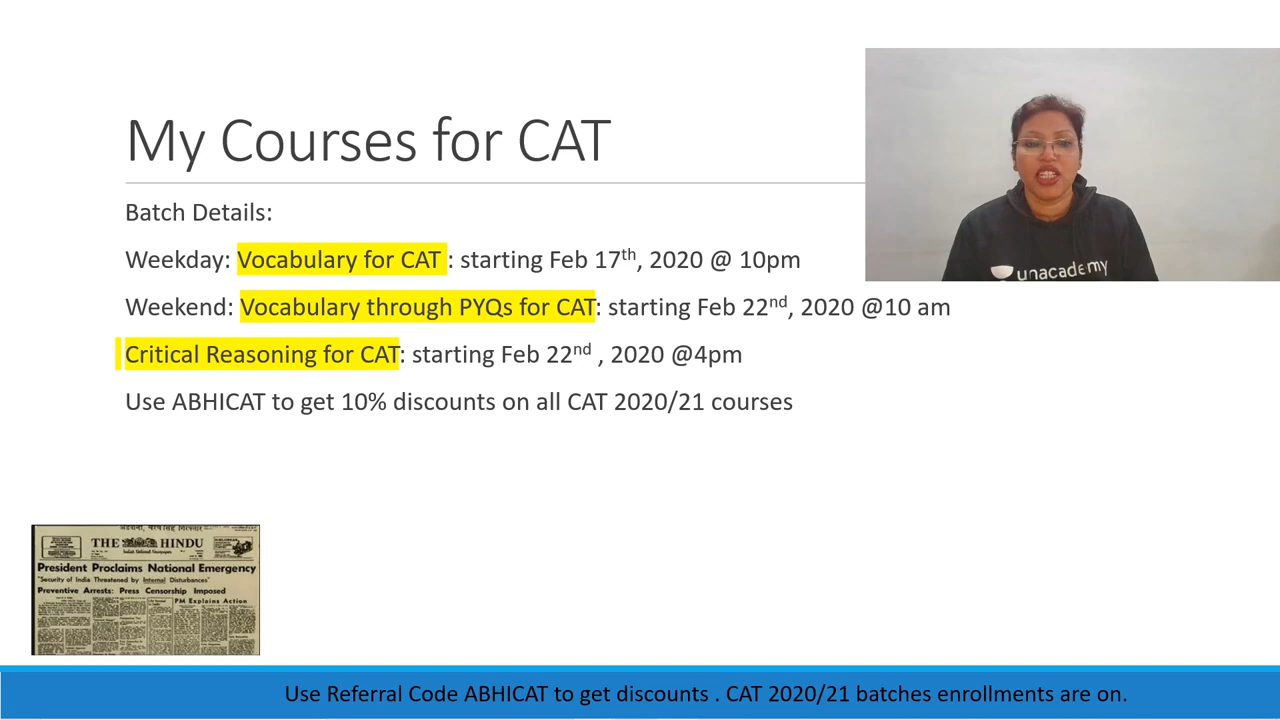 My Courses for CAT
Batch Details:
Weekday: Vocabulary for CAT : starting Feb 17th, 2020 @ 10pm
Weekend: Vocabulary through PYQs for CAT: starting Feb 22nd, 2020 @10 am
Critical Reasoning for CAT: starting Feb 22nd , 2020 @4pm
Use ABHICAT to get 10% discounts on all CAT 2020/21 courses
unacademy
THE HINDU
India's National Newspaper
President Proclaims National Emergency
"Security of India Threatened by Internal Disturbances"
Preventive Arrests: Press Censorship Imposed
PM Explains Action
Use Referral Code ABHICAT to get discounts . CAT 2020/21 batches enrollments are on.